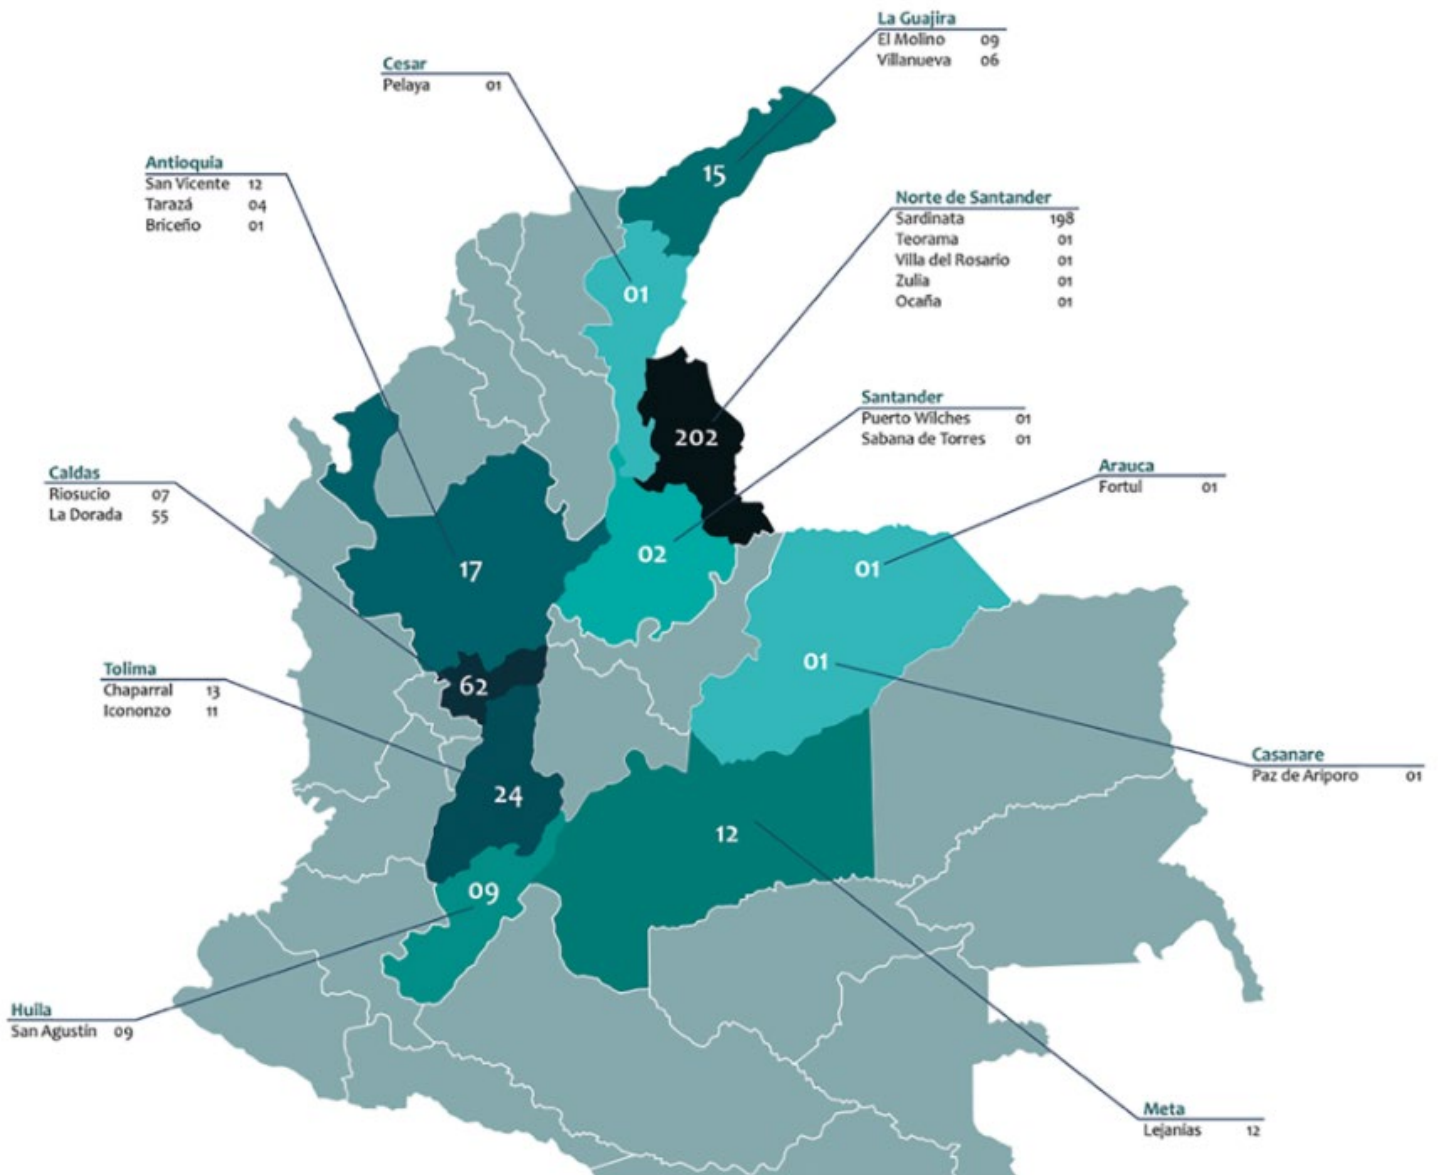 La Guajira
El Molino 09
Villanueva 06
Cesar
Pelaya 01
Antioquia
San Vicente 12
Tarazá 04
Briceño 01
Norte de Santander
Sardinata 198
Teorama 01
Villa del Rosario 01
Zulia 01
Ocaña 01
Santander
Puerto Wilches 01
Sabana de Torres 01
Arauca
Fortul 01
Caldas
Riosucio 07
La Dorada 55
Tolima
Chaparral 13
Icononzo 11
Casanare
Paz de Ariporo 01
Huila
San Agustín 09
Meta
Lejanías 12
15
01
202
02
17
01
01
62
24
12
09